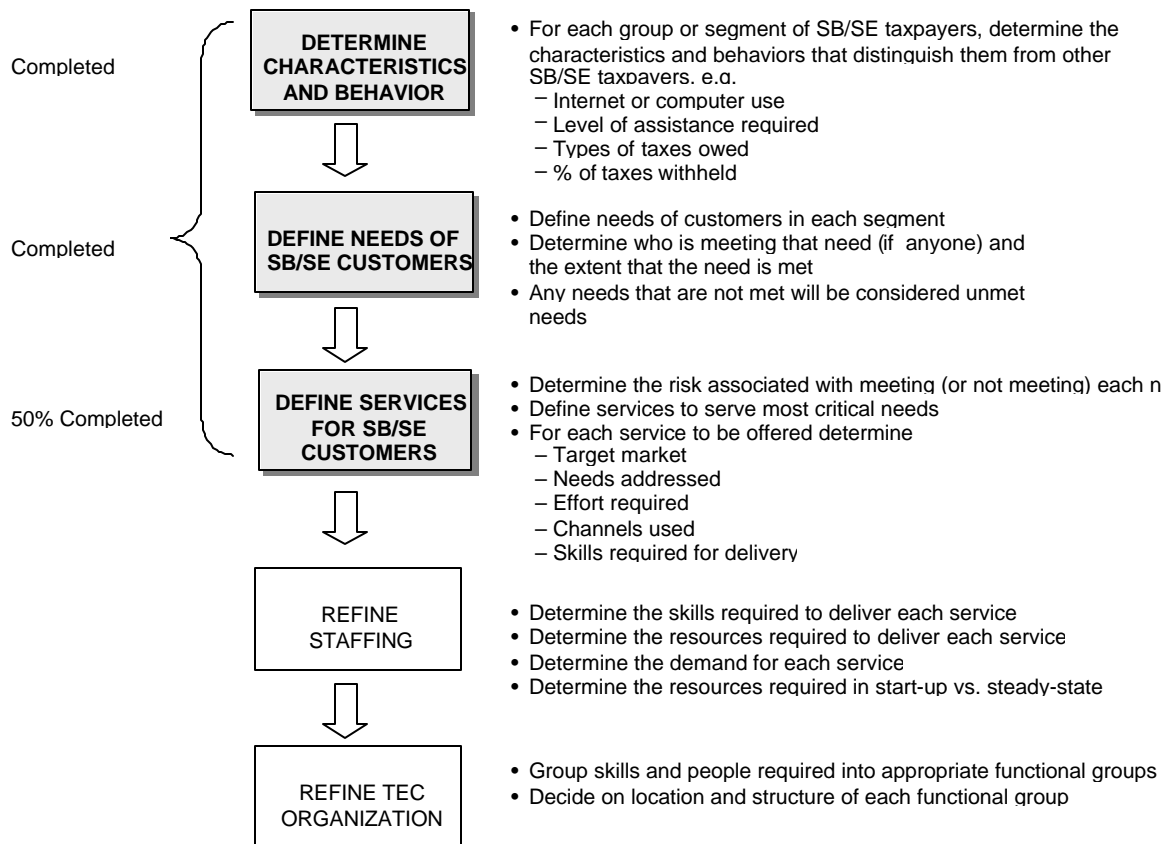 Completed
DETERMINE
CHARACTERISTICS
AND BEHAVIOR
• For each group or segment of SB/SE taxpayers, determine the
characteristics and behaviors that distinguish them from other
SB/SE taxpayers, e.g.
– Internet or computer use
– Level of assistance required
– Types of taxes owed
– % of taxes withheld
Completed
DEFINE NEEDS OF
SB/SE CUSTOMERS
• Define needs of customers in each segment
• Determine who is meeting that need (if anyone) and
the extent that the need is met
• Any needs that are not met will be considered unmet
needs
50% Completed
DEFINE SERVICES
FOR SB/SE
CUSTOMERS
• Determine the risk associated with meeting (or not meeting) each n
• Define services to serve most critical needs
• For each service to be offered determine
– Target market
– Needs addressed
– Effort required
– Channels used
– Skills required for delivery
REFINE
STAFFING
• Determine the skills required to deliver each service
• Determine the resources required to deliver each service
• Determine the demand for each service
• Determine the resources required in start-up vs. steady-state
REFINE TEC
ORGANIZATION
• Group skills and people required into appropriate functional groups
• Decide on location and structure of each functional group